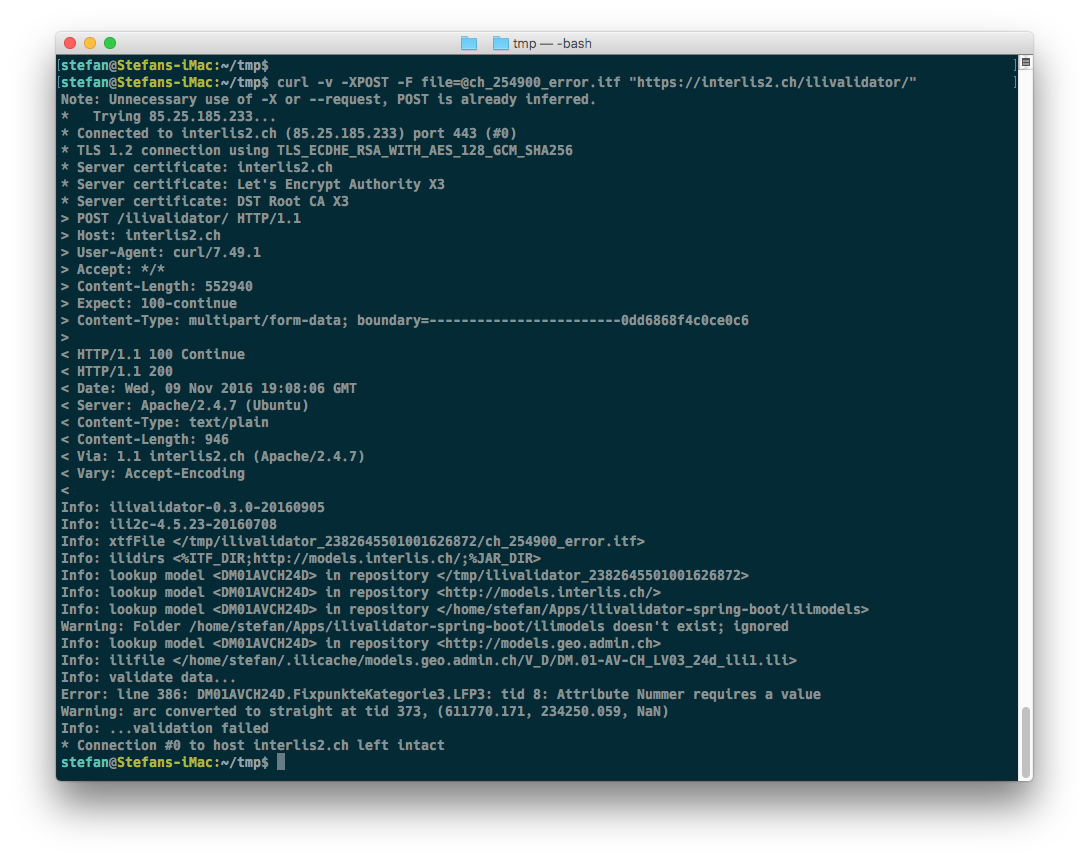 tmp — -bash
[stefan@Stefans-iMac:~/tmp$ ]
[stefan@Stefans-iMac:~/tmp$ curl -v -XPOST -F file=@ch_254900_error.itf "https://interlis2.ch/ilivalidator/" ]
Note: Unnecessary use of -X or --request, POST is already inferred.
*   Trying 85.25.185.233...
* Connected to interlis2.ch (85.25.185.233) port 443 (#0)
* TLS 1.2 connection using TLS_ECDHE_RSA_WITH_AES_128_GCM_SHA256
* Server certificate: interlis2.ch
* Server certificate: Let's Encrypt Authority X3
* Server certificate: DST Root CA X3
> POST /ilivalidator/ HTTP/1.1
> Host: interlis2.ch
> User-Agent: curl/7.49.1
> Accept: */*
> Content-Length: 552940
> Expect: 100-continue
> Content-Type: multipart/form-data; boundary=------------------------0dd6868f4c0ce0c6
>
< HTTP/1.1 100 Continue
< HTTP/1.1 200
< Date: Wed, 09 Nov 2016 19:08:06 GMT
< Server: Apache/2.4.7 (Ubuntu)
< Content-Type: text/plain
< Content-Length: 946
< Via: 1.1 interlis2.ch (Apache/2.4.7)
< Vary: Accept-Encoding
<
Info: ilivalidator-0.3.0-20160905
Info: ili2c-4.5.23-20160708
Info: xtfFile </tmp/ilivalidator_2382645501001626872/ch_254900_error.itf>
Info: ilidirs <%ITF_DIR;http://models.interlis.ch/;%JAR_DIR>
Info: lookup model <DM01AVCH24D> in repository </tmp/ilivalidator_2382645501001626872>
Info: lookup model <DM01AVCH24D> in repository <http://models.interlis.ch/>
Info: lookup model <DM01AVCH24D> in repository </home/stefan/Apps/ilivalidator-spring-boot/ilimodels>
Warning: Folder /home/stefan/Apps/ilivalidator-spring-boot/ilimodels doesn't exist; ignored
Info: lookup model <DM01AVCH24D> in repository <http://models.geo.admin.ch>
Info: ilifile </home/stefan/.ilicache/models.geo.admin.ch/V_D/DM.01-AV-CH_LV03_24d_ili1.ili>
Info: validate data...
Error: line 386: DM01AVCH24D.FixpunkteKategorie3.LFP3: tid 8: Attribute Nummer requires a value
Warning: arc converted to straight at tid 373, (611770.171, 234250.059, NaN)
Info: ...validation failed
* Connection #0 to host interlis2.ch left intact
stefan@Stefans-iMac:~/tmp$